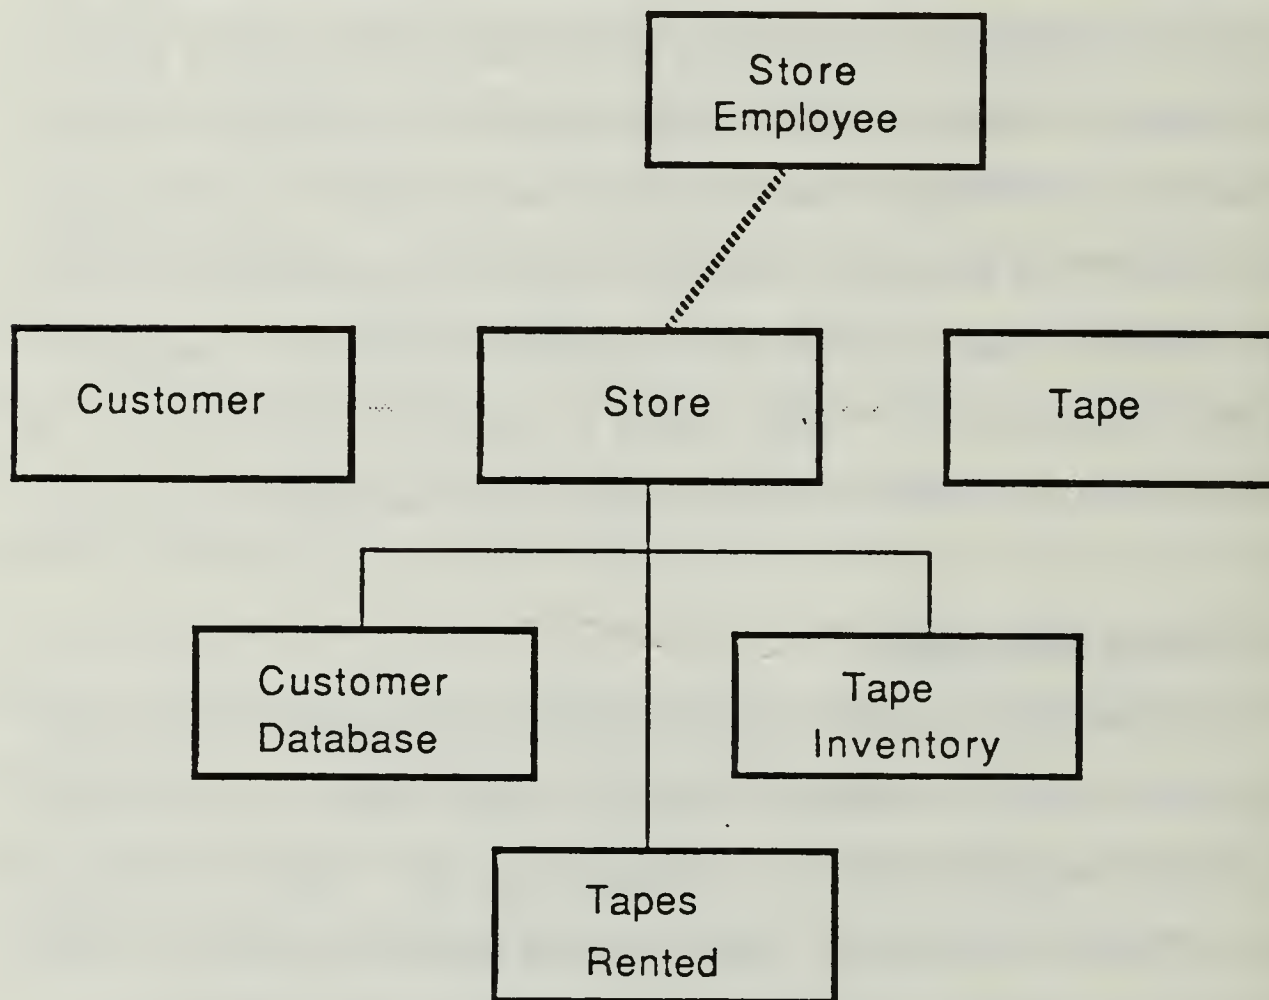 Store
Employee
Customer
Store
Tape
Customer
Database
Tape
Inventory
Tapes
Rented